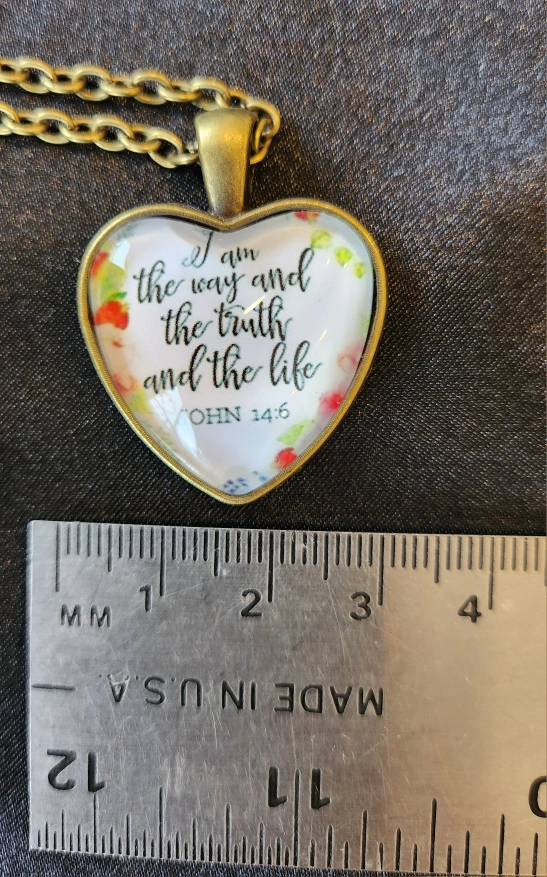 I am
the way and
the truth
and the life
JOHN 14:6
1 2 3 4
MM
MADE IN U.S.A.
12 11